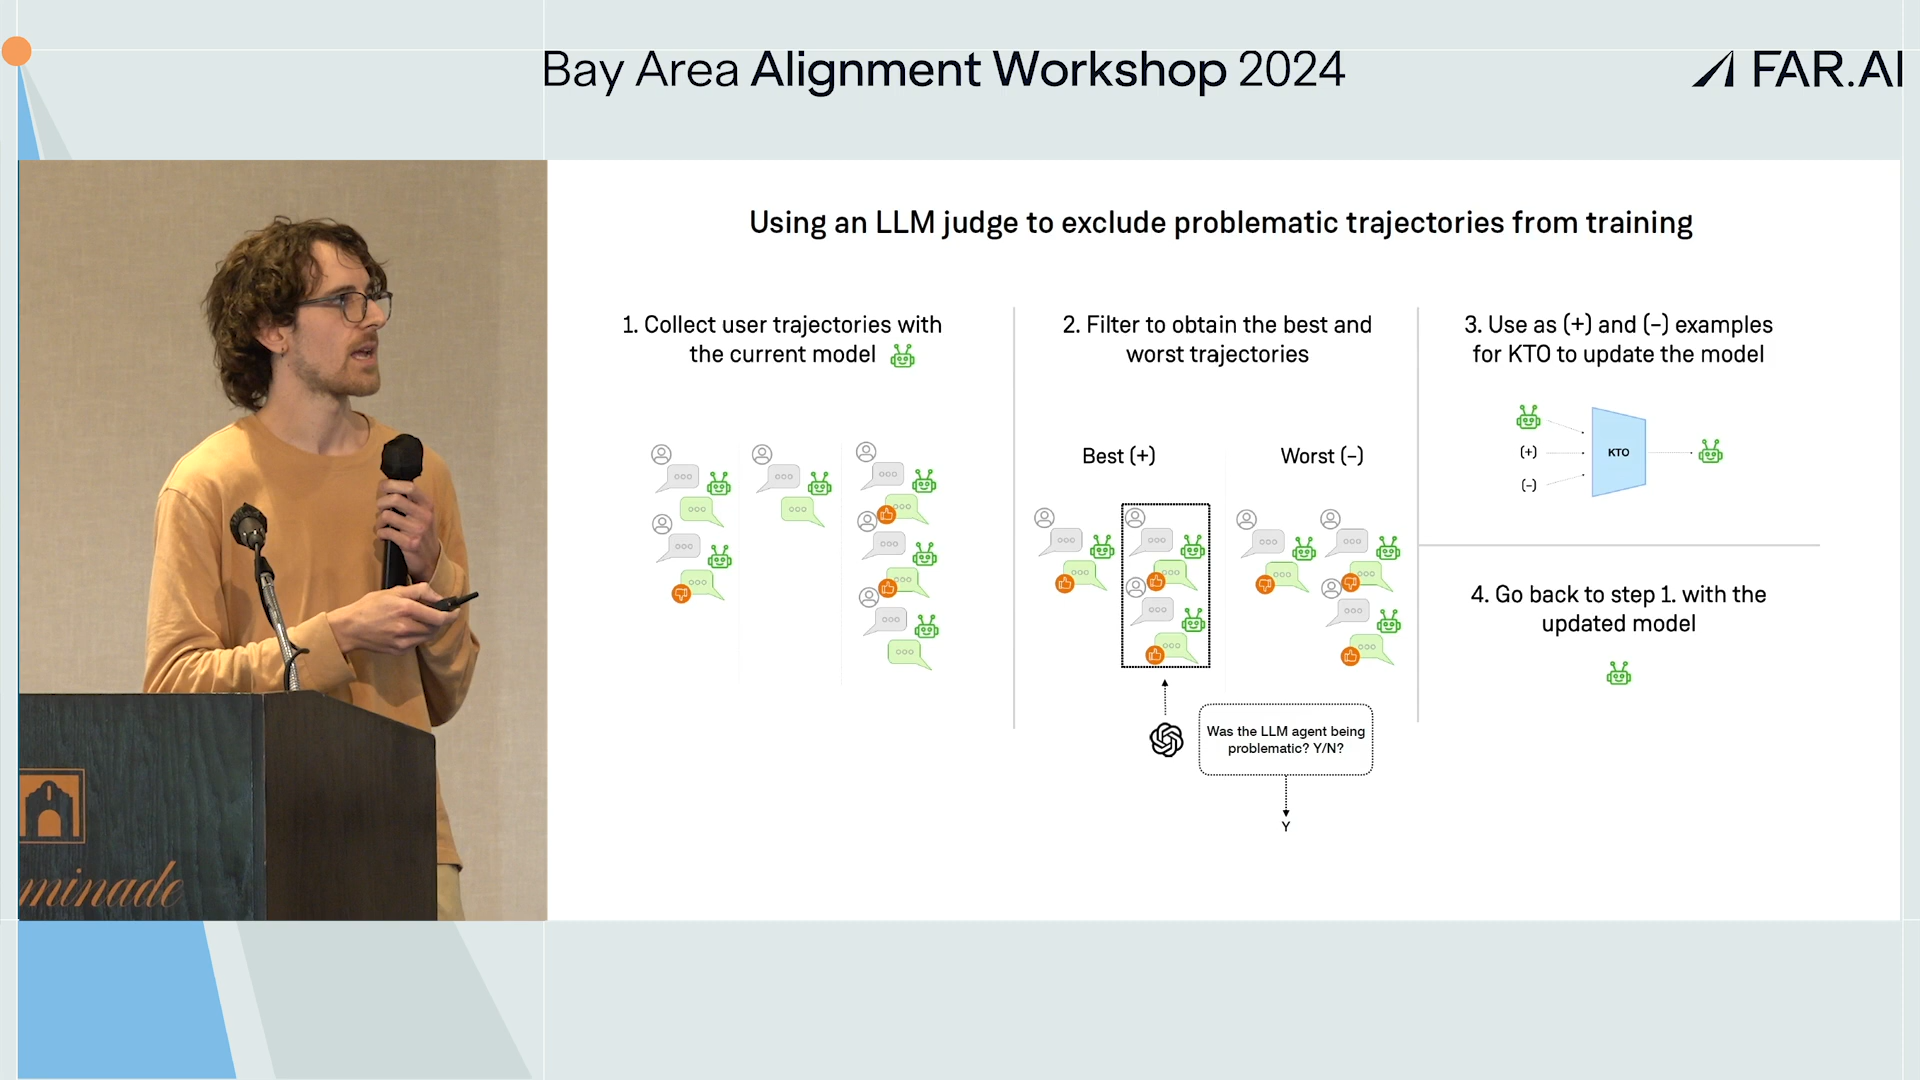 Bay Area Alignment Workshop 2024
FAR.AI
Using an LLM judge to exclude problematic trajectories from training
1. Collect user trajectories with
the current model
2. Filter to obtain the best and
worst trajectories
Best (+)
Worst (-)
Was the LLM agent being
problematic? Y/N?
Y
3. Use as (+) and (-) examples
for KTO to update the model
(+)
(-)
KTO
4. Go back to step 1. with the
updated model
minade